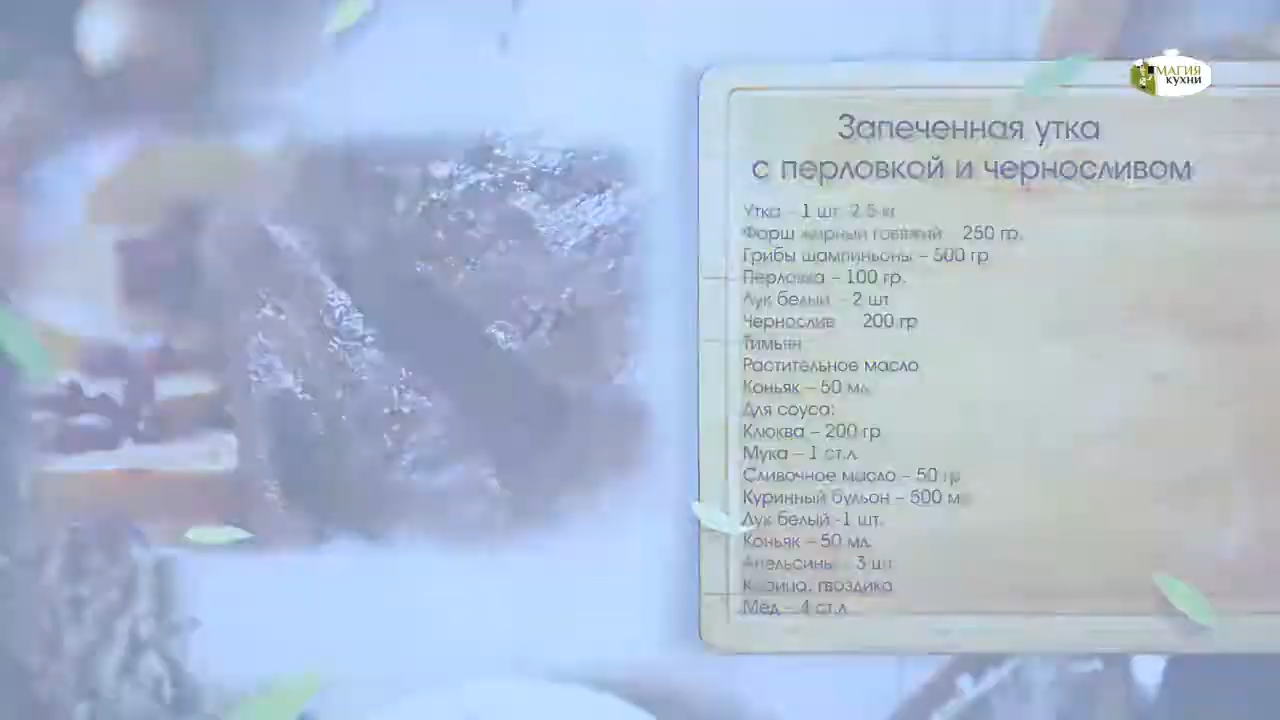 МАГИЯ
КУХНИ
Запеченная утка
с перловкой и черносливом
Утка – 1 шт. 2.5 кг
Фарш жирный говяжий – 250 гр.
Грибы шампиньоны – 500 гр
Перловка – 100 гр.
Лук белый – 2 шт
Чернослив – 200 гр
Тимьян
Растительное масло
Коньяк – 50 мл.
Для соуса:
Клюква – 200 гр
Мука – 1 ст.л
Сливочное масло – 50 гр
Куринный бульон – 500 мл
Лук белый -1 шт.
Коньяк – 50 мл.
Апельсины – 3 шт
Корица, гвоздика
Мёд – 4 ст.л